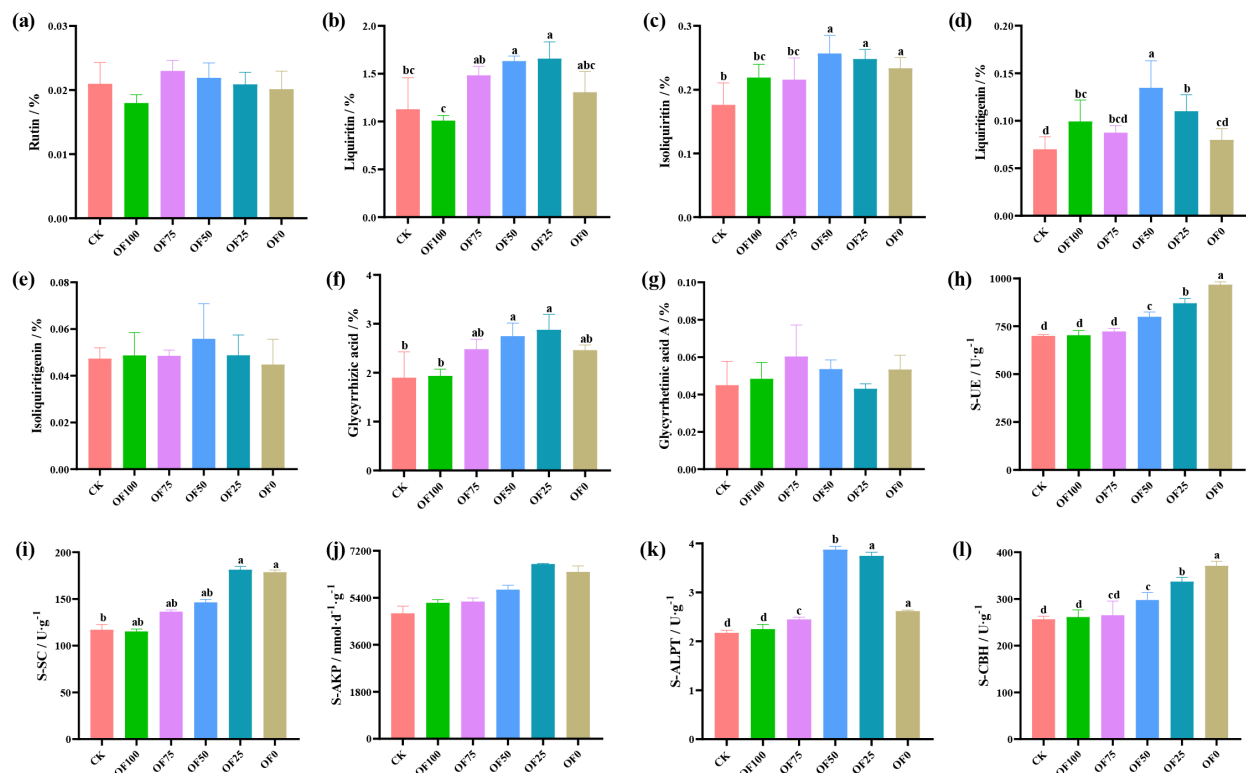 (a)
Rutin / %
0.03
0.02
0.01
0.00
CK
OF100
OF75
OF50
OF25
OF0
(b)
Liquiritin / %
2.0
1.5
1.0
0.5
0.0
bc
c
ab
a
a
abc
CK
OF100
OF75
OF50
OF25
OF0
(c)
Isoliquiritin / %
0.3
0.2
0.1
0.0
b
bc
bc
a
a
a
CK
OF100
OF75
OF50
OF25
OF0
(d)
Liquiritigenin / %
0.20
0.15
0.10
0.05
0.00
d
bc
bcd
a
b
cd
CK
OF100
OF75
OF50
OF25
OF0
(e)
Isoliquiritigenin / %
0.08
0.06
0.04
0.02
0.00
CK
OF100
OF75
OF50
OF25
OF0
(f)
Glycyrrhizic acid / %
4
3
2
1
0
b
b
ab
a
a
ab
CK
OF100
OF75
OF50
OF25
OF0
(g)
Glycyrrhetinic acid A / %
0.10
0.08
0.06
0.04
0.02
0.00
CK
OF100
OF75
OF50
OF25
OF0
(h)
S-UE / U·g⁻¹
1000
750
500
250
0
d
d
d
c
b
a
CK
OF100
OF75
OF50
OF25
OF0
(i)
S-SC / U·g⁻¹
200
150
100
50
0
b
ab
ab
ab
a
a
CK
OF100
OF75
OF50
OF25
OF0
(j)
S-AKP / nmol·d⁻¹·g⁻¹
7200
5400
3600
1800
0
CK
OF100
OF75
OF50
OF25
OF0
(k)
S-ALPT / U·g⁻¹
4
3
2
1
0
d
d
c
b
a
a
CK
OF100
OF75
OF50
OF25
OF0
(l)
S-CBH / U·g⁻¹
400
300
200
100
0
d
d
cd
c
b
a
CK
OF100
OF75
OF50
OF25
OF0